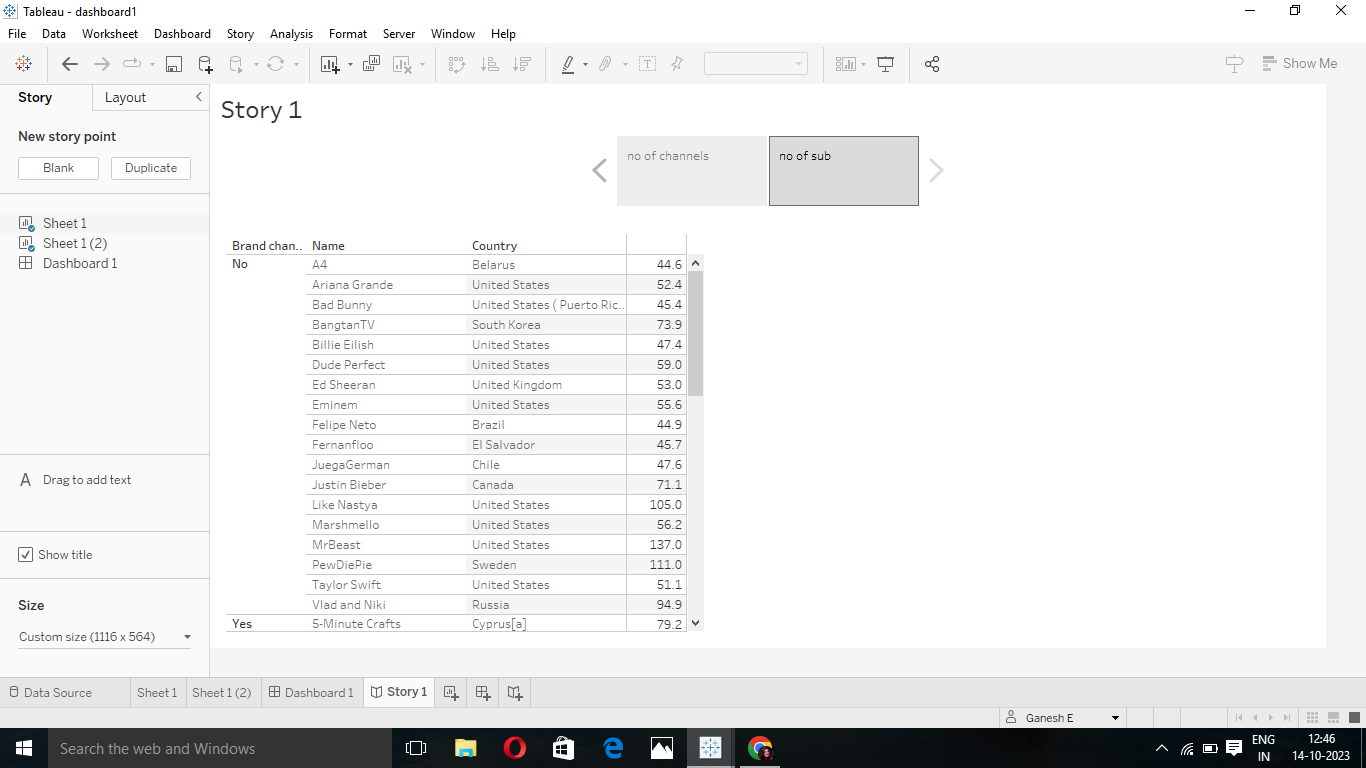 Tableau - dashboard1
File Data Worksheet Dashboard Story Analysis Format Server Window Help
Show Me
Story Layout
New story point
Blank Duplicate
Sheet 1
Sheet 1 (2)
Dashboard 1
A Drag to add text
Show title
Size
Custom size (1116 x 564)
Story 1
no of channels
no of sub
Brand chan.. Name Country
No A4 Belarus 44.6
Ariana Grande United States 52.4
Bad Bunny United States ( Puerto Ric.. 45.4
BangtanTV South Korea 73.9
Billie Eilish United States 47.4
Dude Perfect United States 59.0
Ed Sheeran United Kingdom 53.0
Eminem United States 55.6
Felipe Neto Brazil 44.9
Fernanfloo El Salvador 45.7
JuegaGerman Chile 47.6
Justin Bieber Canada 71.1
Like Nastya United States 105.0
Marshmello United States 56.2
MrBeast United States 137.0
PewDiePie Sweden 111.0
Taylor Swift United States 51.1
Vlad and Niki Russia 94.9
Yes 5-Minute Crafts Cyprus[a] 79.2
Data Source Sheet 1 Sheet 1 (2) Dashboard 1 Story 1
Ganesh E
Search the web and Windows
ENG
IN
12:46
14-10-2023